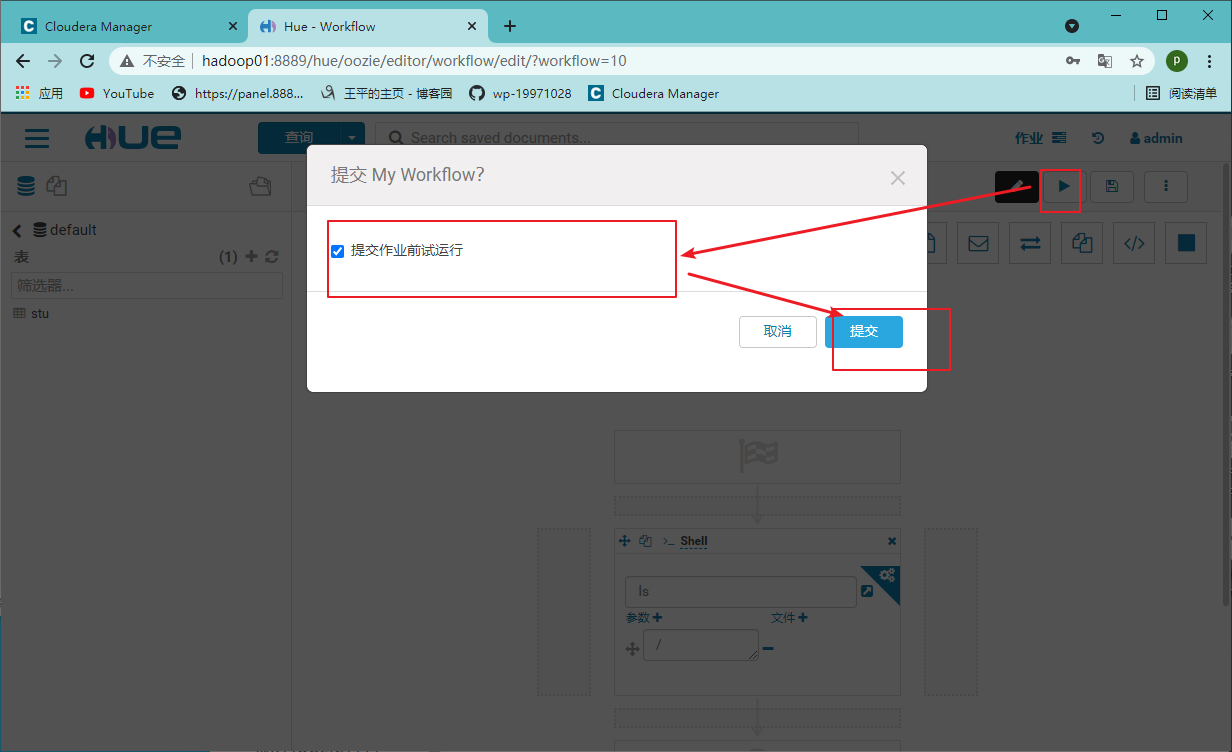 Cloudera Manager
Hue - Workflow
不安全
hadoop01:8889/hue/oozie/editor/workflow/edit/?workflow=10
P
应用
YouTube
https://panel.888...
王平的主页 - 博客园
wp-19971028
Cloudera Manager
阅读清单
HUE
查询
Search saved documents...
作业
admin
提交 My Workflow?
default
提交作业前试运行
表
(1)
筛选器...
stu
取消
提交
Shell
ls
参数
文件
/